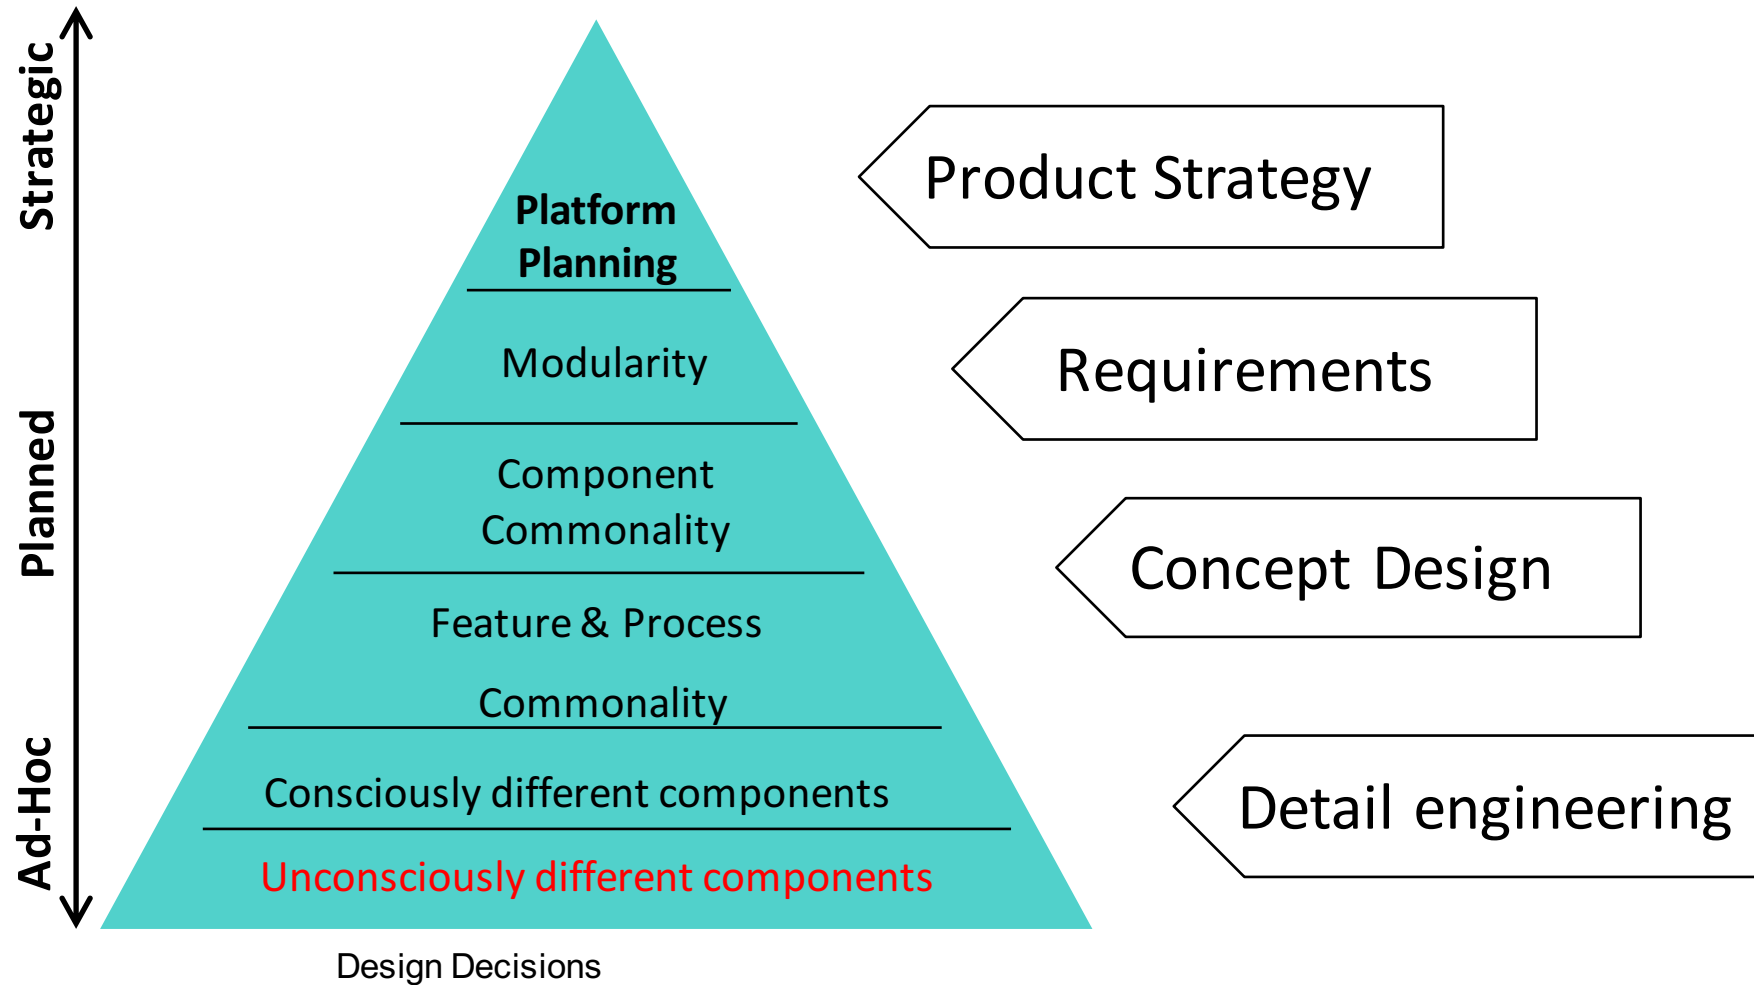 Strategic
Planned
Ad-Hoc
Platform
Planning
Modularity
Component
Commonality
Feature & Process
Commonality
Consciously different components
Unconsciously different components
Design Decisions
Product Strategy
Requirements
Concept Design
Detail engineering